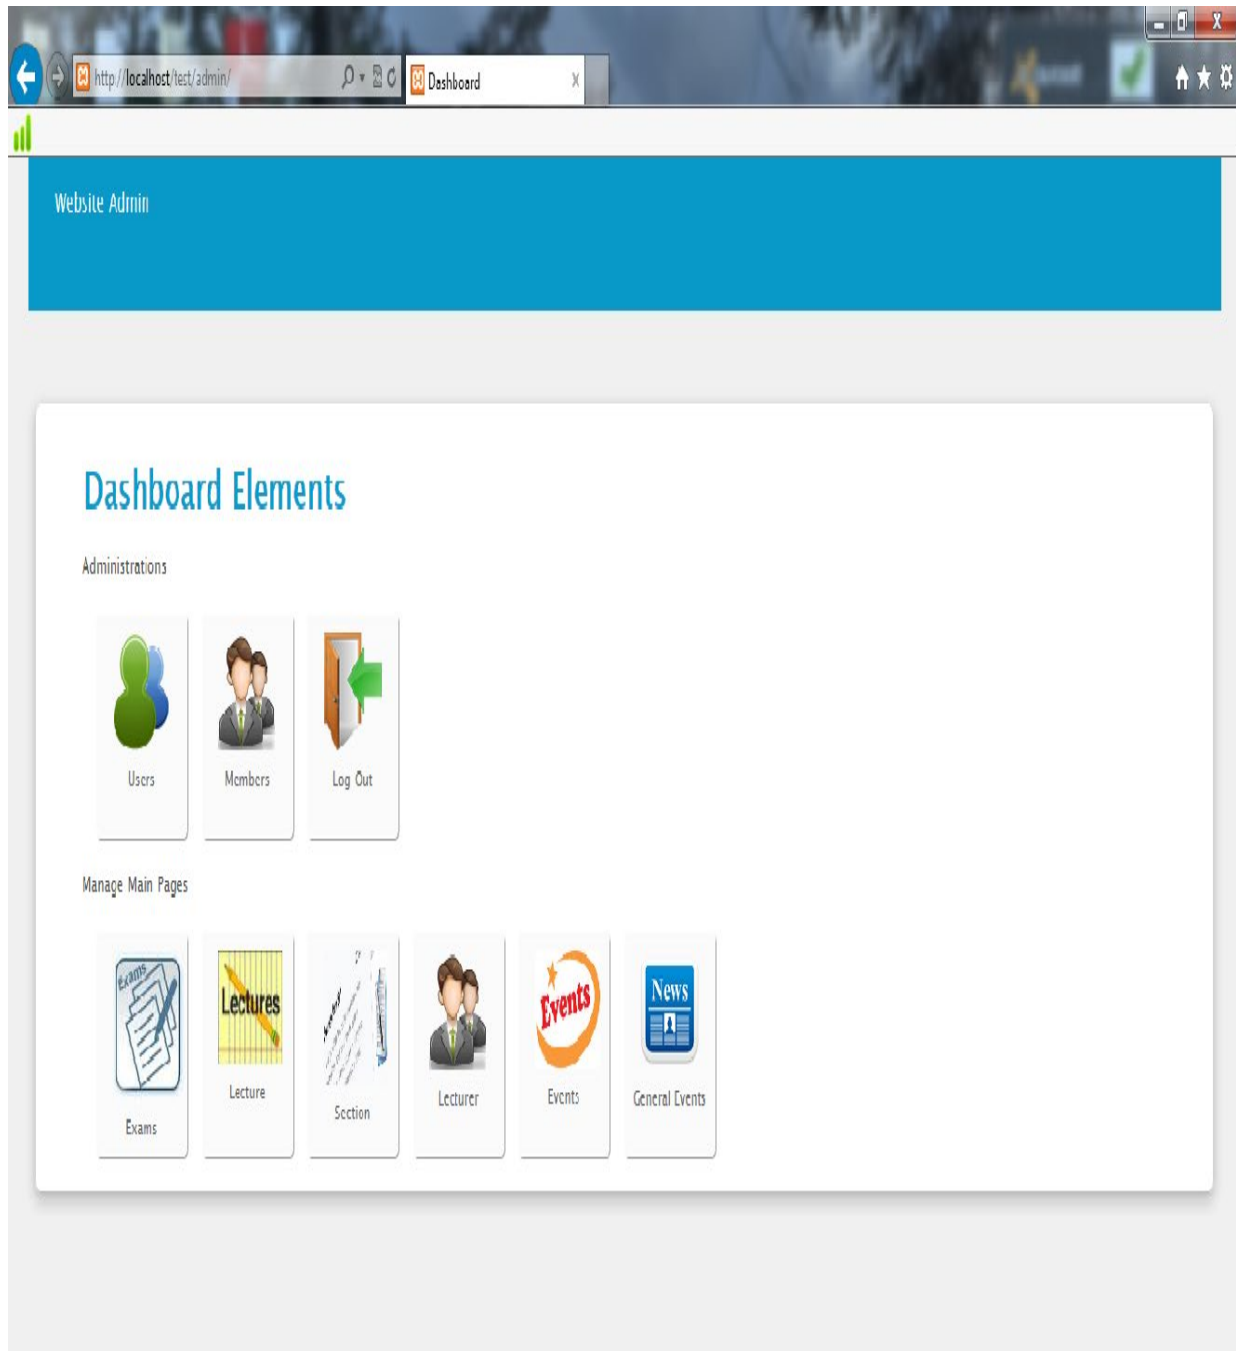 http://localhost/test/admin/
Dashboard
Website Admin
Dashboard Elements
Administrations
Users
Members
Log Out
Manage Main Pages
Exams
Lectures
Events
News
Exams
Lecture
Section
Lecturer
Events
General Events